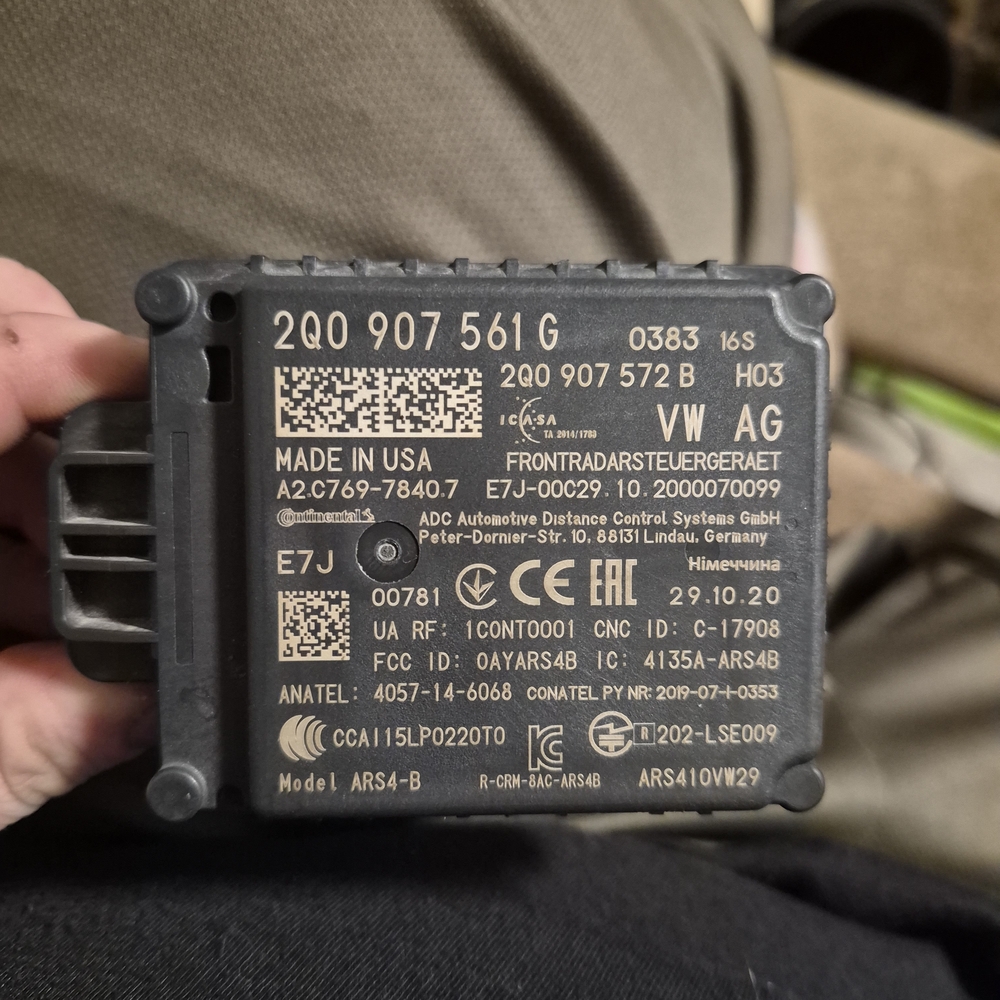 2Q0 907 561 G 0383 16S
2Q0 907 572 B H03
ICASA
TA 2014/1783
VW AG
MADE IN USA FRONTRADARSTEUERGERAET
A2C769-7840.7 E7J-00C29.10.2000070099
Continental ADC Automotive Distance Control Systems GmbH
Peter-Dornier-Str. 10, 88131 Lindau, Germany
E7J Німеччина
00781 CE EAC 29.10.20
UA RF: 1CONT0001 CNC ID: C-17908
FCC ID: OAYARS4B IC: 4135A-ARS4B
ANATEL: 4057-14-6068 CONATEL PY NR: 2019-07-I-0353
CCAI15LP0220T0 R 202-LSE009
Model ARS4-B R-CRM-8AC-ARS4B ARS410VW29